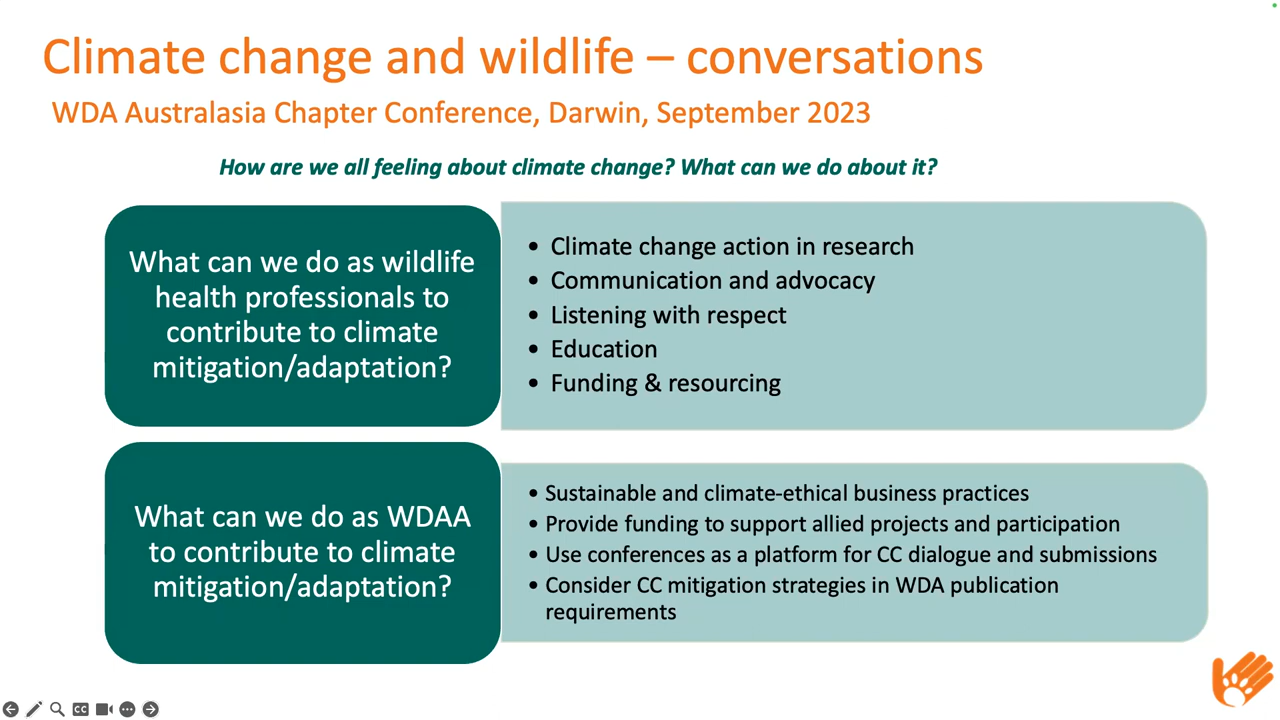 Climate change and wildlife – conversations
WDA Australasia Chapter Conference, Darwin, September 2023
How are we all feeling about climate change? What can we do about it?
What can we do as wildlife
health professionals to
contribute to climate
mitigation/adaptation?
• Climate change action in research
• Communication and advocacy
• Listening with respect
• Education
• Funding & resourcing
What can we do as WDAA
to contribute to climate
mitigation/adaptation?
• Sustainable and climate-ethical business practices
• Provide funding to support allied projects and participation
• Use conferences as a platform for CC dialogue and submissions
• Consider CC mitigation strategies in WDA publication
requirements
CC